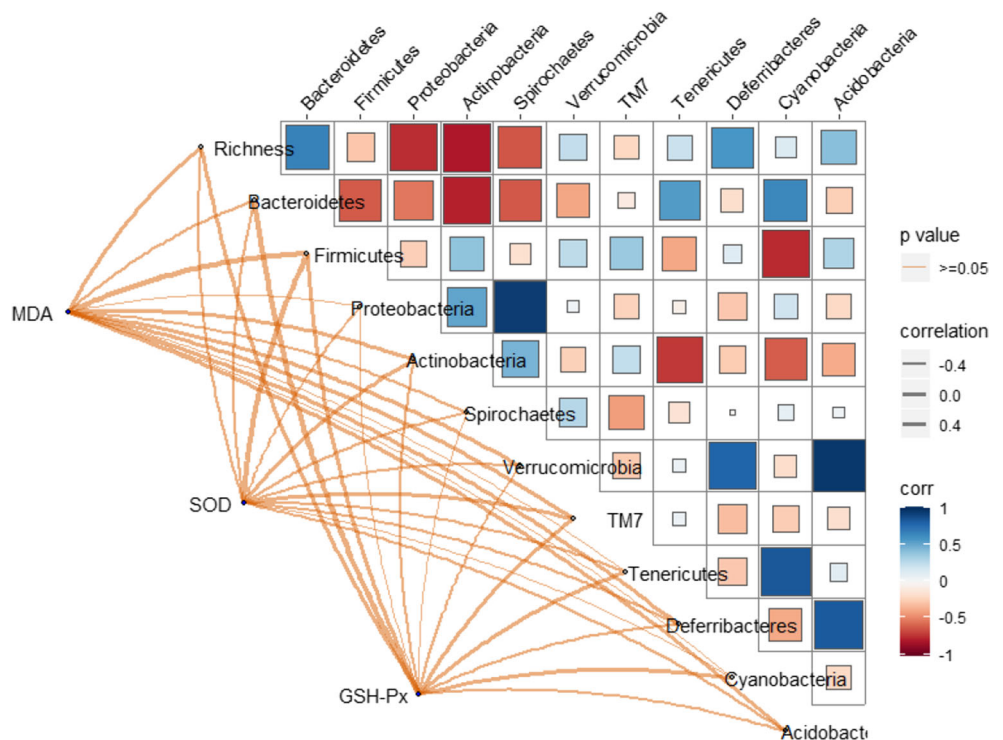 Bacteroidetes
Firmicutes
Proteobacteria
Actinobacteria
Spirochaetes
Verrucomicrobia
TM7
Tenericutes
Deferribacteres
Cyanobacteria
Acidobacteria
Richness
Bacteroidetes
Firmicutes
Proteobacteria
Actinobacteria
Spirochaetes
Verrucomicrobia
TM7
Tenericutes
Deferribacteres
Cyanobacteria
Acidobact
MDA
SOD
GSH-Px
p value
>=0.05
correlation
-0.4
0.0
0.4
corr
1
0.5
0
-0.5
-1